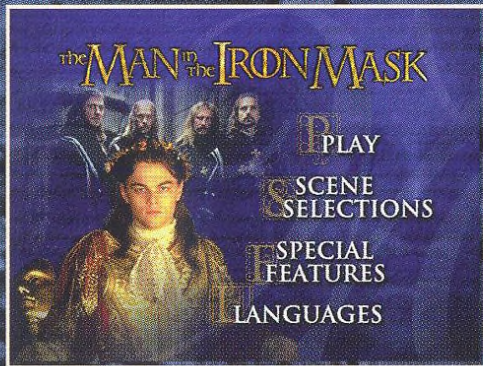 THE MAN IN THE IRON MASK
PLAY
SCENE
SELECTIONS
SPECIAL
FEATURES
LANGUAGES